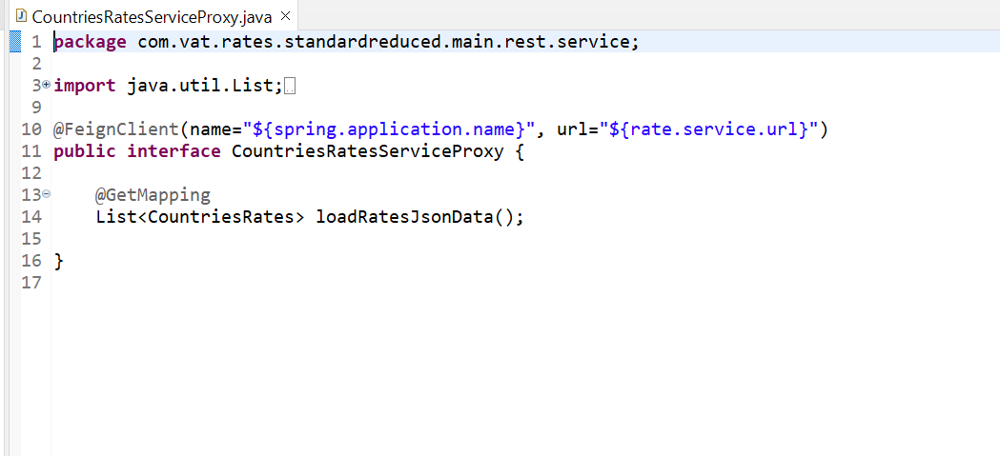 CountriesRatesServiceProxy.java ×
1 package com.vat.rates.standardreduced.main.rest.service;
2
3 import java.util.List;
9
10 @FeignClient(name="${spring.application.name}", url="${rate.service.url}")
11 public interface CountriesRatesServiceProxy {
12
13 @GetMapping
14 List<CountriesRates> loadRatesJsonData();
15
16 }
17